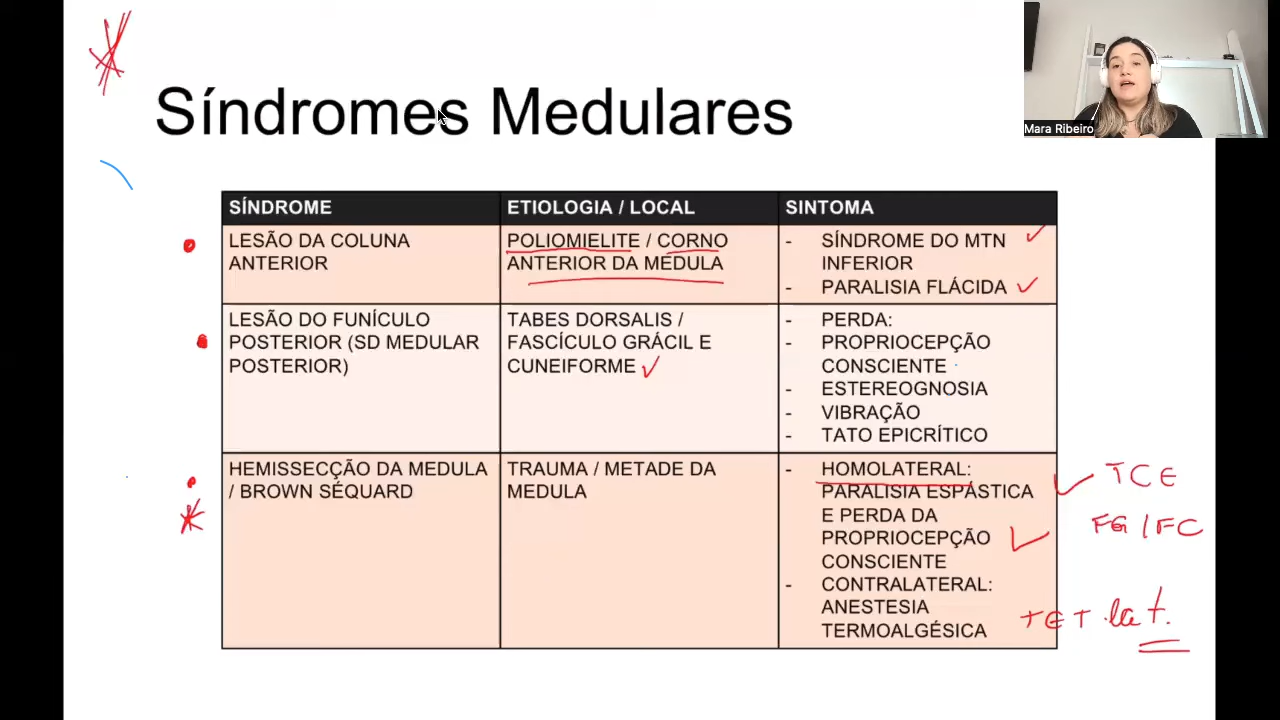 Mara Ribeiro
Síndromes Medulares
SÍNDROME
ETIOLOGIA / LOCAL
SINTOMA
LESÃO DA COLUNA
ANTERIOR
POLIOMIELITE / CORNO
ANTERIOR DA MEDULA
- SÍNDROME DO MTN
INFERIOR
- PARALISIA FLÁCIDA
LESÃO DO FUNÍCULO
POSTERIOR (SD MEDULAR
POSTERIOR)
TABES DORSALIS /
FASCÍCULO GRÁCIL E
CUNEIFORME
- PERDA:
- PROPRIOCEPÇÃO
CONSCIENTE
- ESTEREOGNOSIA
- VIBRAÇÃO
- TATO EPICRÍTICO
HEMISSECÇÃO DA MEDULA
/ BROWN SÉQUARD
TRAUMA / METADE DA
MEDULA
- HOMOLATERAL:
PARALISIA ESPÁSTICA
E PERDA DA
PROPRIOCEPÇÃO
CONSCIENTE
- CONTRALATERAL:
ANESTESIA
TERMOALGÉSICA
TCE
FG/FC
TET lat.